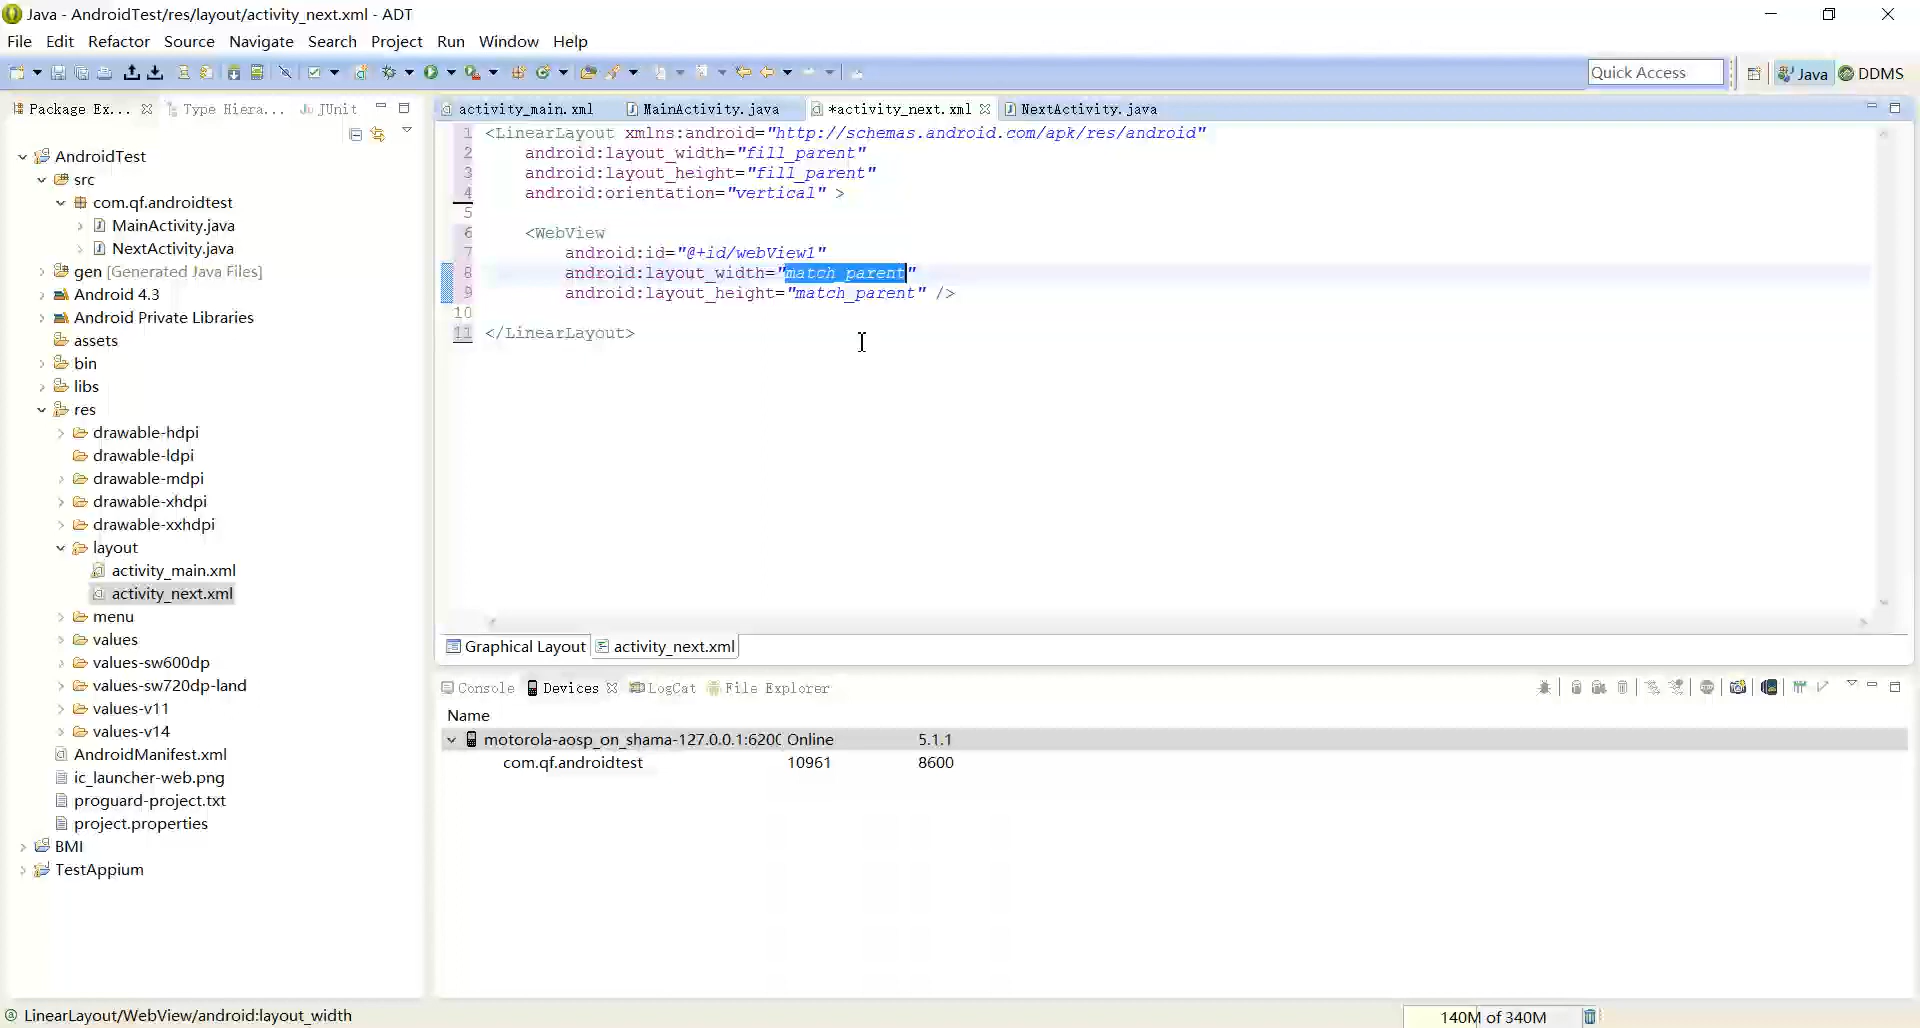 Java - AndroidTest/res/layout/activity_next.xml - ADT
File Edit Refactor Source Navigate Search Project Run Window Help
Quick Access
Java
DDMS
Package Ex...
Type Hiera...
JUnit
AndroidTest
src
com.qf.androidtest
MainActivity.java
NextActivity.java
gen [Generated Java Files]
Android 4.3
Android Private Libraries
assets
bin
libs
res
drawable-hdpi
drawable-ldpi
drawable-mdpi
drawable-xhdpi
drawable-xxhdpi
layout
activity_main.xml
activity_next.xml
menu
values
values-sw600dp
values-sw720dp-land
values-v11
values-v14
AndroidManifest.xml
ic_launcher-web.png
proguard-project.txt
project.properties
BMI
TestAppium
activity_main.xml
MainActivity.java
*activity_next.xml
NextActivity.java
1 <LinearLayout xmlns:android="http://schemas.android.com/apk/res/android"
2 android:layout_width="fill_parent"
3 android:layout_height="fill_parent"
4 android:orientation="vertical" >
5
6 <WebView
7 android:id="@+id/webView1"
8 android:layout_width="match_parent"
9 android:layout_height="match_parent" />
10
11 </LinearLayout>
Graphical Layout
activity_next.xml
Console
Devices
LogCat
File Explorer
Name
motorola-aosp_on_shama-127.0.0.1:6200 Online 5.1.1
com.qf.androidtest 10961 8600
LinearLayout/WebView/android:layout_width
140M of 340M